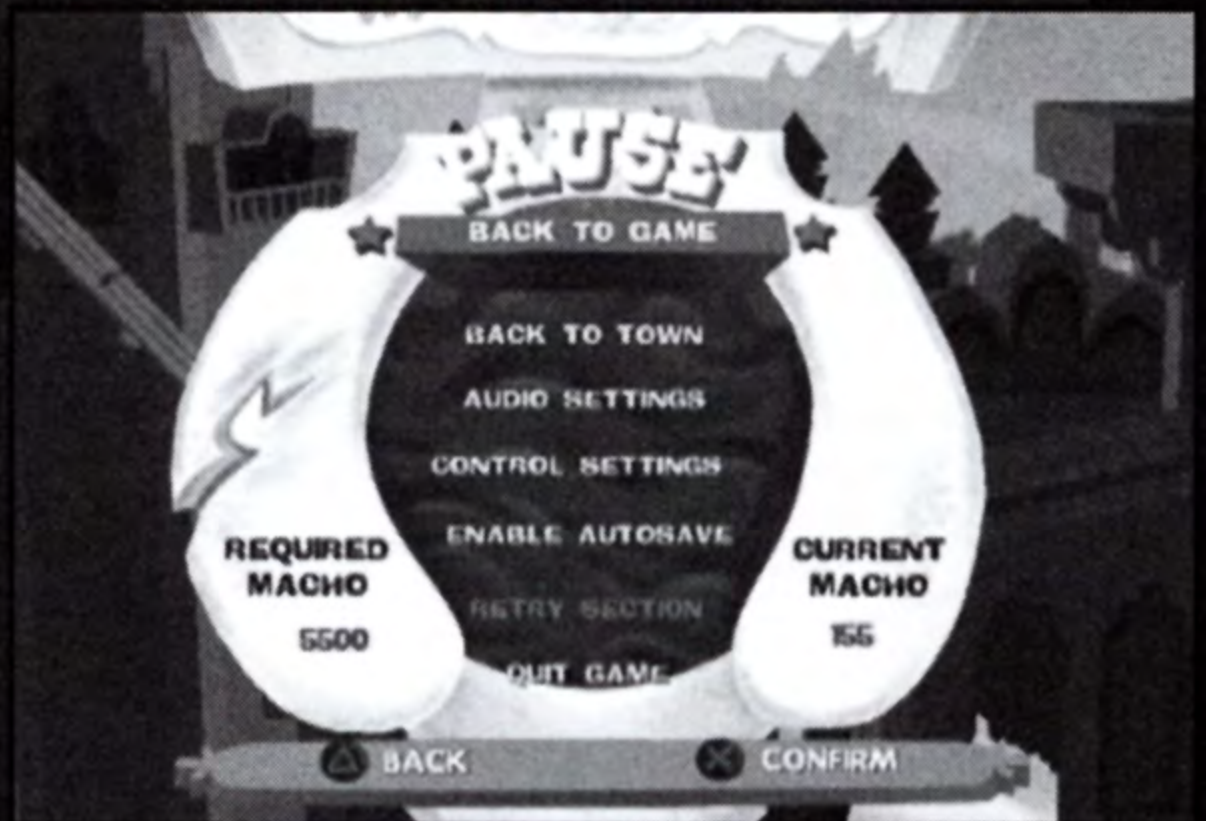 PAUSE
BACK TO GAME
BACK TO TOWN
AUDIO SETTINGS
CONTROL SETTINGS
ENABLE AUTOSAVE
REQUIRED
MACHO
5500
CURRENT
MACHO
155
RETRY SECTION
QUIT GAME
BACK
CONFIRM